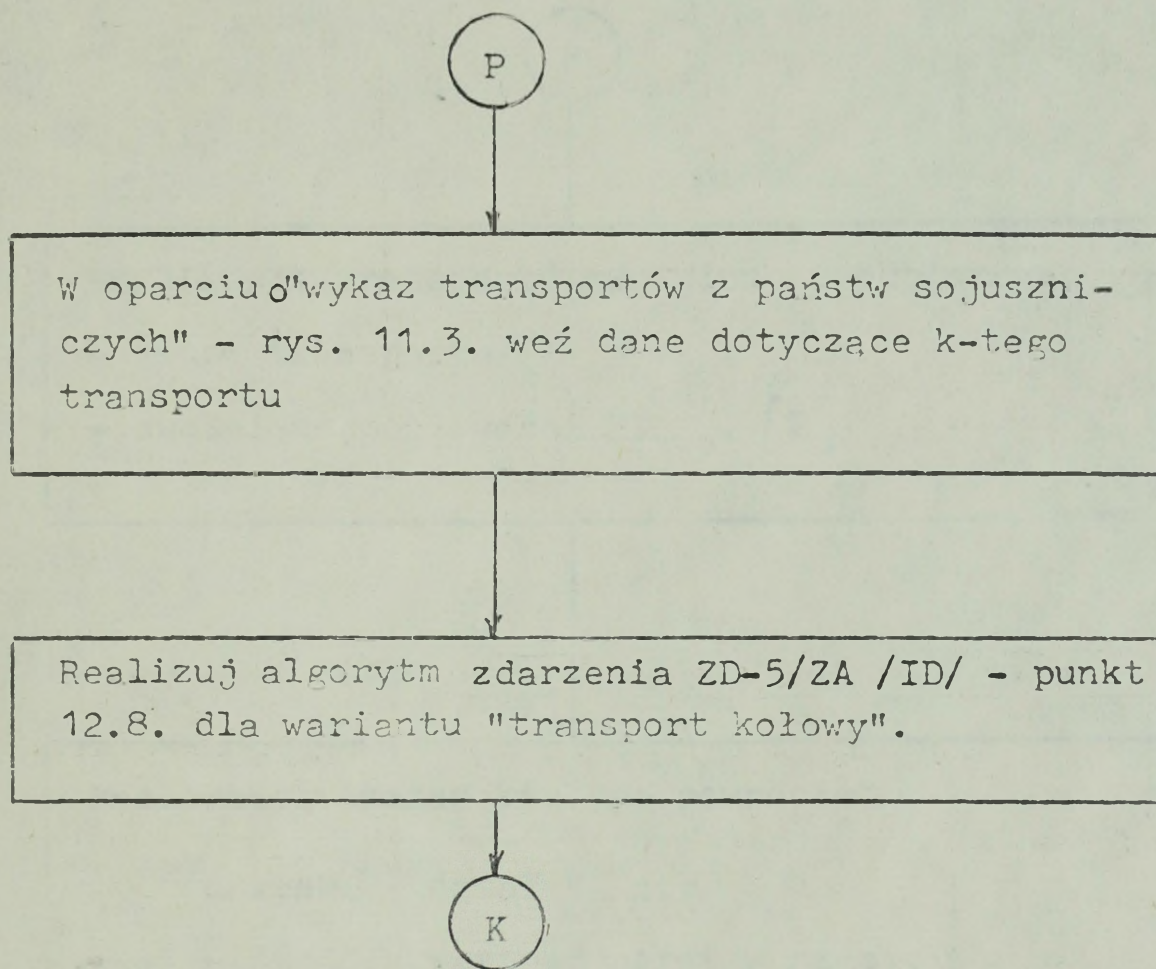 P
W oparciu o "wykaz transportów z państw sojuszni-
czych" - rys. 11.3. weź dane dotyczące k-tego
transportu
Realizuj algorytm zdarzenia ZD-5/ZA /ID/ - punkt
12.8. dla wariantu "transport kołowy".
K